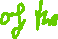 of the